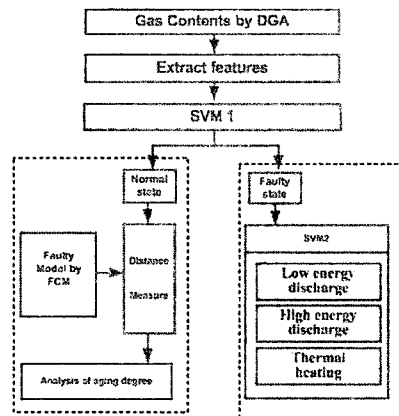 Gas Contents by DGA
Extract features
SVM 1
Normal
state
Faulty
state
Faulty
Model by
FCM
Distance
Measure
Analysis of aging degree
SVM2
Low energy
discharge
High energy
discharge
Thermal
heating